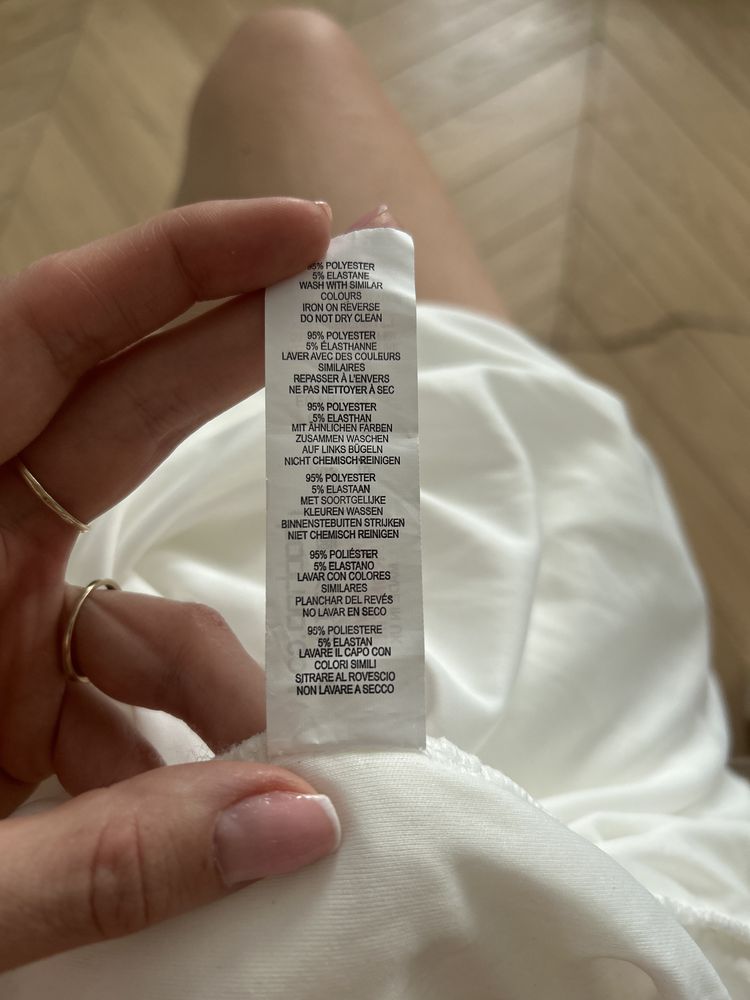 95% POLYESTER
5% ELASTANE
WASH WITH SIMILAR
COLOURS
IRON ON REVERSE
DO NOT DRY CLEAN
95% POLYESTER
5% ÉLASTHANNE
LAVER AVEC DES COULEURS
SIMILAIRES
REPASSER À L'ENVERS
NE PAS NETTOYER À SEC
95% POLYESTER
5% ELASTHAN
MIT ÄHNLICHEN FARBEN
ZUSAMMEN WASCHEN
AUF LINKS BÜGELN
NICHT CHEMISCH REINIGEN
95% POLYESTER
5% ELASTAAN
MET SOORTGELIJKE
KLEUREN WASSEN
BINNENSTEBUITEN STRIJKEN
NIET CHEMISCH REINIGEN
95% POLIÉSTER
5% ELASTANO
LAVAR CON COLORES
SIMILARES
PLANCHAR DEL REVÉS
NO LAVAR EN SECO
95% POLIESTERE
5% ELASTAN
LAVARE IL CAPO CON
COLORI SIMILI
SITRARE AL ROVESCIO
NON LAVARE A SECCO